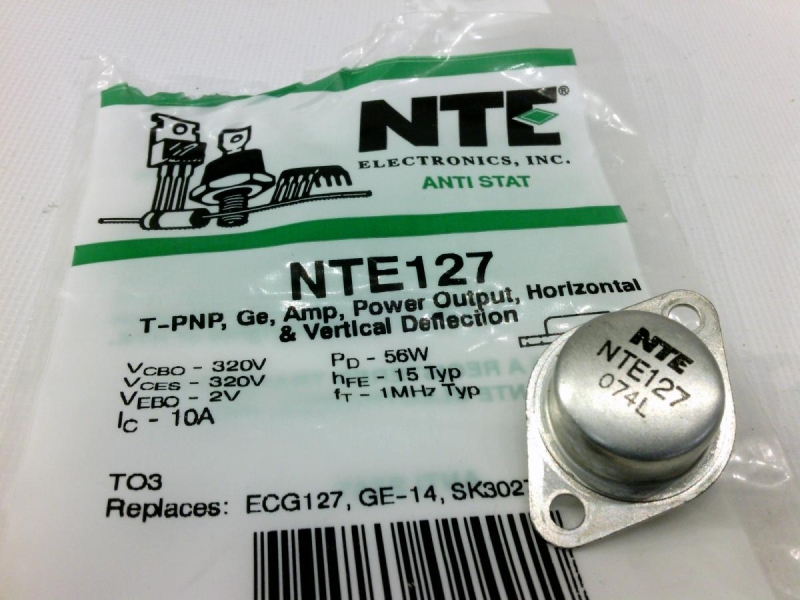 NTE®
ELECTRONICS, INC.
ANTI STAT
NTE127
T-PNP, Ge, Amp, Power Output, Horizontal
& Vertical Deflection
VCBO - 320V
VCES - 320V
VEBO - 2V
IC - 10A
PD - 56W
hFE - 15 Typ
fT - 1MHz Typ
TO3
Replaces: ECG127, GE-14,
NTE
NTE127
074L